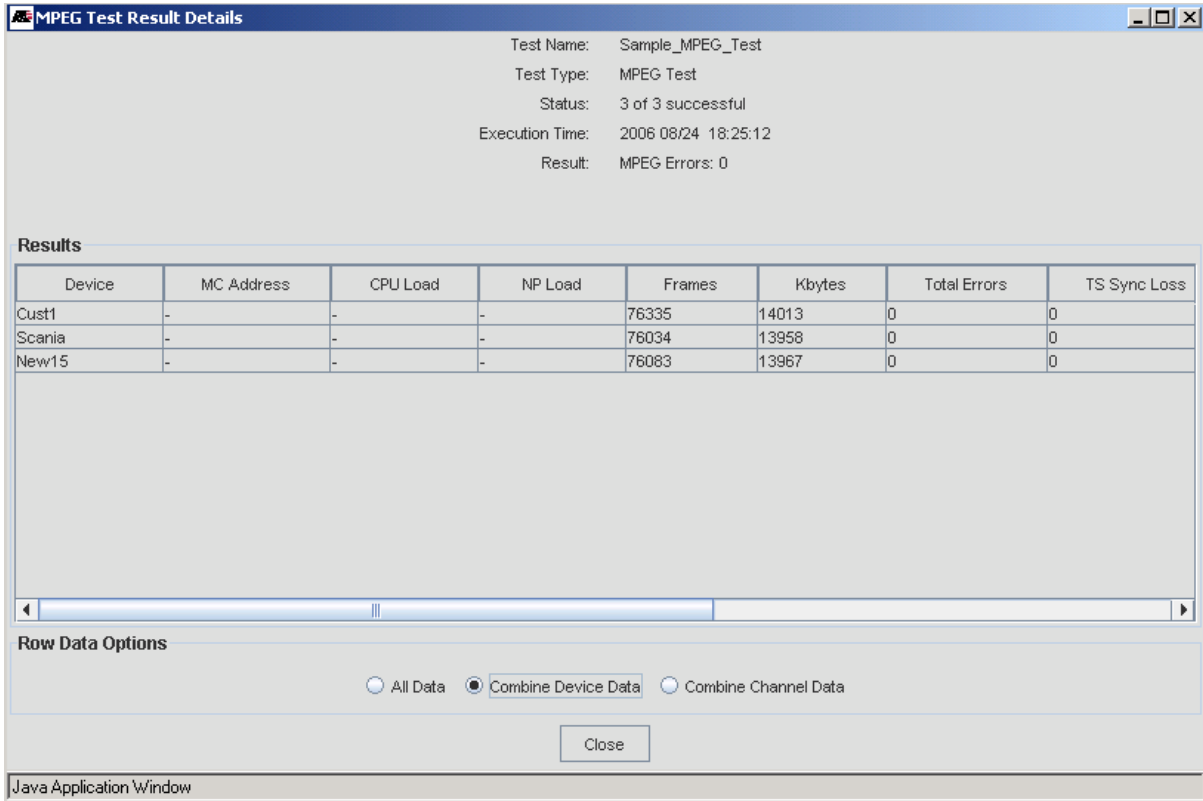 MPEG Test Result Details
Test Name: Sample_MPEG_Test
Test Type: MPEG Test
Status: 3 of 3 successful
Execution Time: 2006 08/24 18:25:12
Result: MPEG Errors: 0
Results
Device MC Address CPU Load NP Load Frames Kbytes Total Errors TS Sync Loss
Cust1 - - - 76335 14013 0 0
Scania - - - 76034 13958 0 0
New15 - - - 76083 13967 0 0
Row Data Options
All Data Combine Device Data Combine Channel Data
Close
Java Application Window